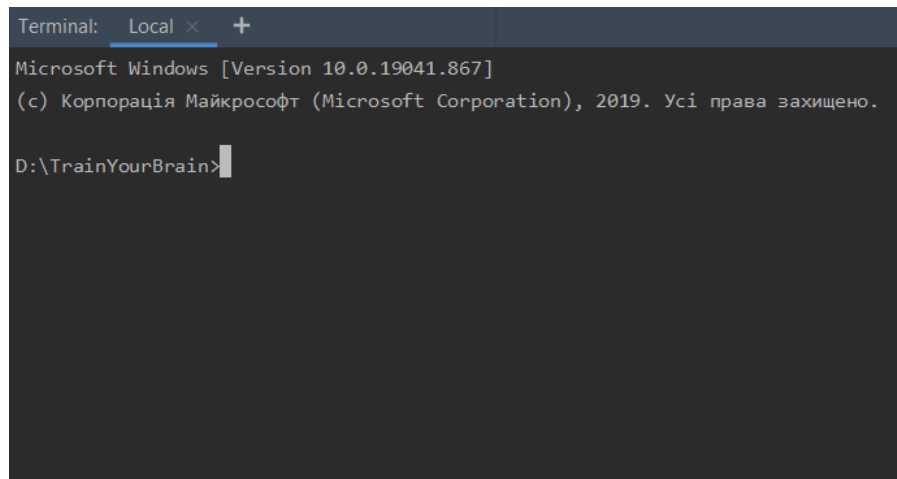 Terminal: Local × +
Microsoft Windows [Version 10.0.19041.867]
(c) Корпорація Майкрософт (Microsoft Corporation), 2019. Усі права захищено.
D:\TrainYourBrain>